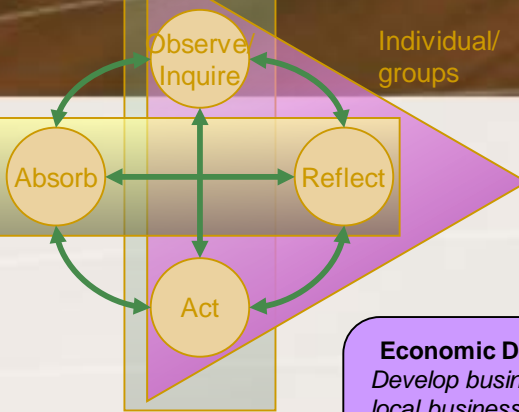 Observe/
Inquire
Individual/
groups
Absorb
Reflect
Act
Economic D
Develop busin
local business